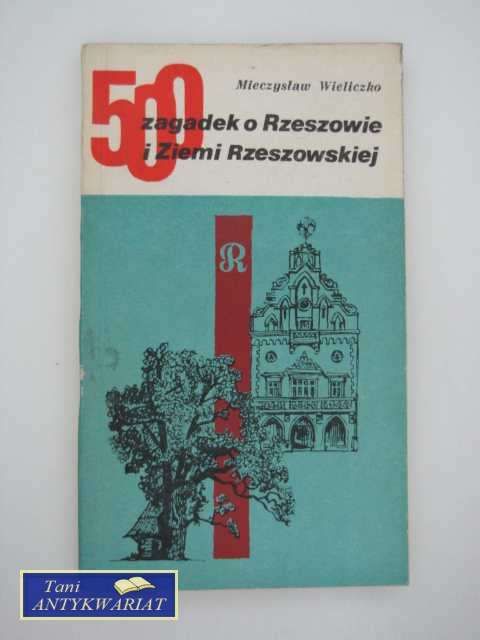 Mieczysław Wieliczko
500
zagadek o Rzeszowie
i Ziemi Rzeszowskiej
R
Tani
ANTYKWARIAT